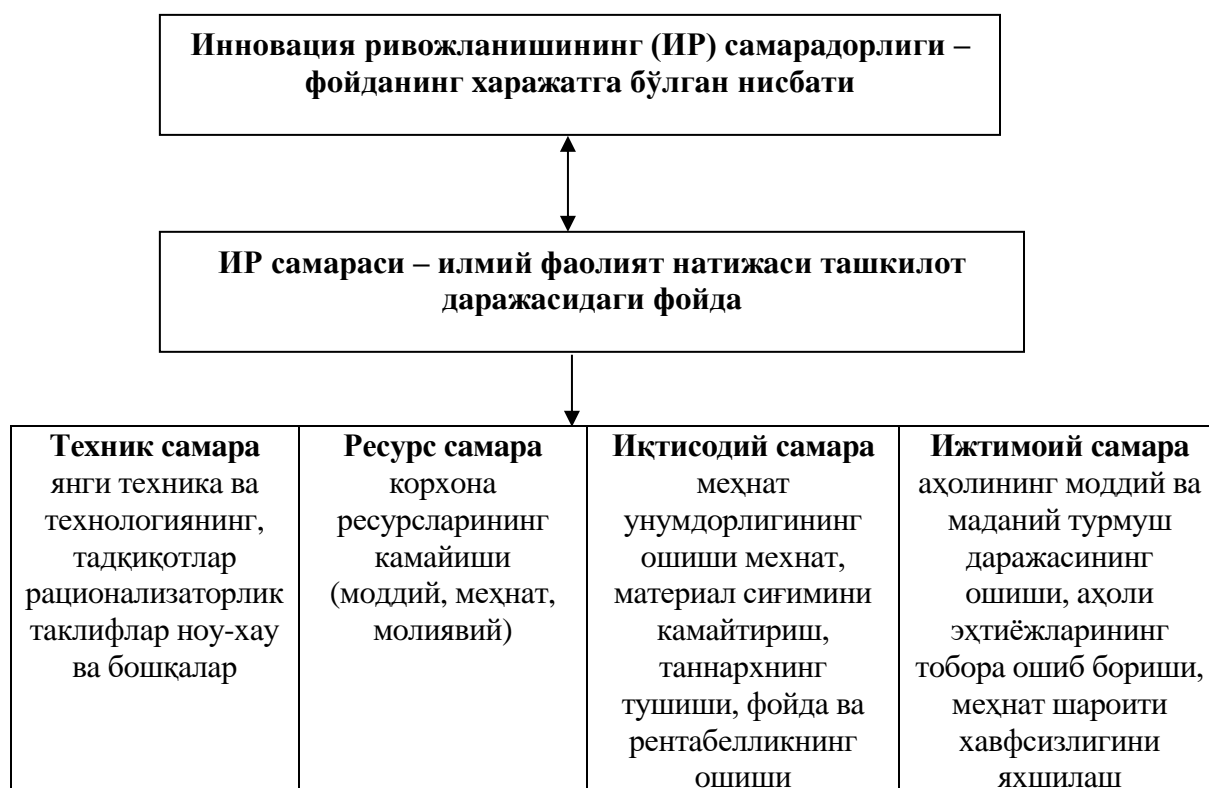 Инновация ривожланишининг (ИР) самарадорлиги –
фойданинг харажатга бўлган нисбати
ИР самараси – илмий фаолият натижаси ташкилот
даражасидаги фойда
Техник самара
янги техника ва
технологиянинг,
тадқиқотлар
рационализаторлик
таклифлар ноу-хау
ва бошқалар
Ресурс самара
корхона
ресурсларининг
камайиши
(моддий, меҳнат,
молиявий)
Иқтисодий самара
меҳнат
унумдорлигининг
ошиши мехнат,
материал сиғимини
камайтириш,
таннархнинг
тушиши, фойда ва
рентабелликнинг
ошиши
Ижтимоий самара
аҳолининг моддий ва
маданий турмуш
даражасининг
ошиши, аҳоли
эҳтиёжларининг
тобора ошиб бориши,
меҳнат шароити
хавфсизлигини
яхшилаш